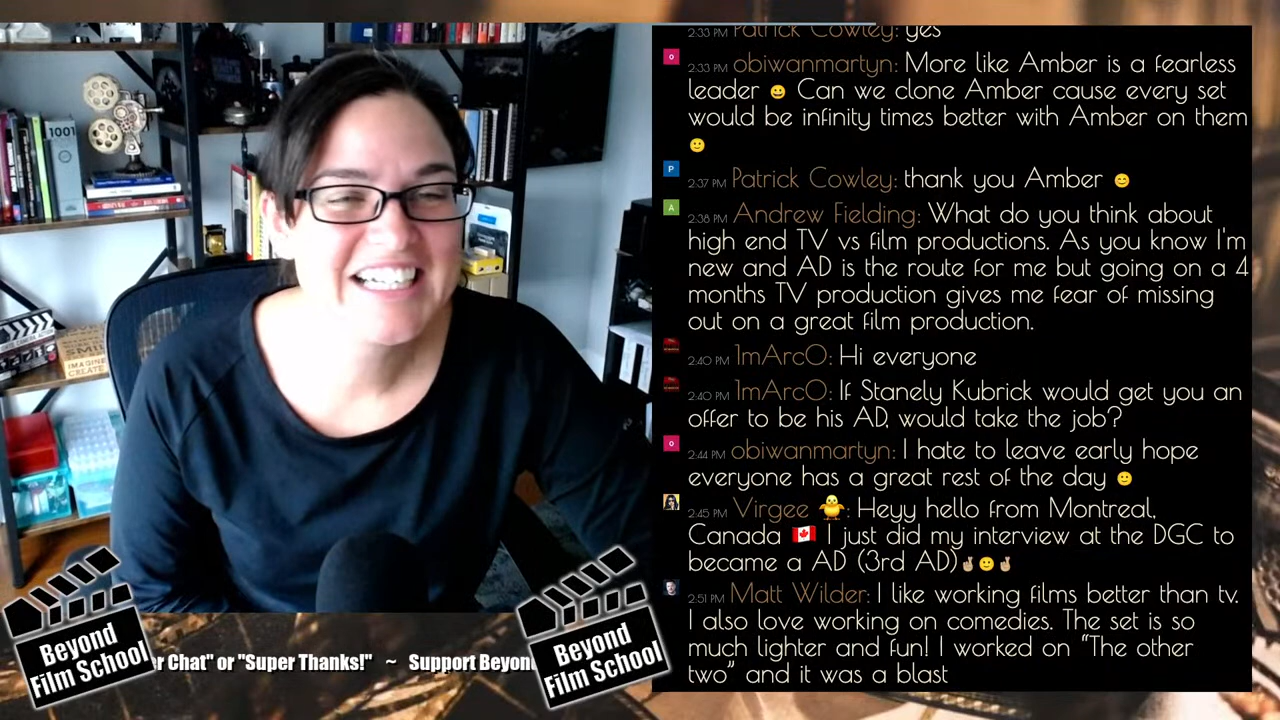 2:33 PM Patrick Cowley: yes
2:33 PM obiwanmartyn: More like Amber is a fearless
leader 😀 Can we clone Amber cause every set
would be infinity times better with Amber on them
🙂
2:37 PM Patrick Cowley: thank you Amber 😊
2:38 PM Andrew Fielding: What do you think about
high end TV vs film productions. As you know I'm
new and AD is the route for me but going on a 4
months TV production gives me fear of missing
out on a great film production.
2:40 PM 1mArcO: Hi everyone
2:40 PM 1mArcO: If Stanely Kubrick would get you an
offer to be his AD, would take the job?
2:44 PM obiwanmartyn: I hate to leave early hope
everyone has a great rest of the day 🙂
2:45 PM Virgee 🐥: Heyy hello from Montreal,
Canada 🇨🇦 I just did my interview at the DGC to
became a AD (3rd AD)🤞🏼🙂🤞🏼
2:51 PM Matt Wilder: I like working films better than tv.
I also love working on comedies. The set is so
much lighter and fun! I worked on “The other
two” and it was a blast
1001
IMAGINE
CREATE
Beyond
Film School
r Chat" or "Super Thanks!" ~ Support Beyon
Beyond
Film School